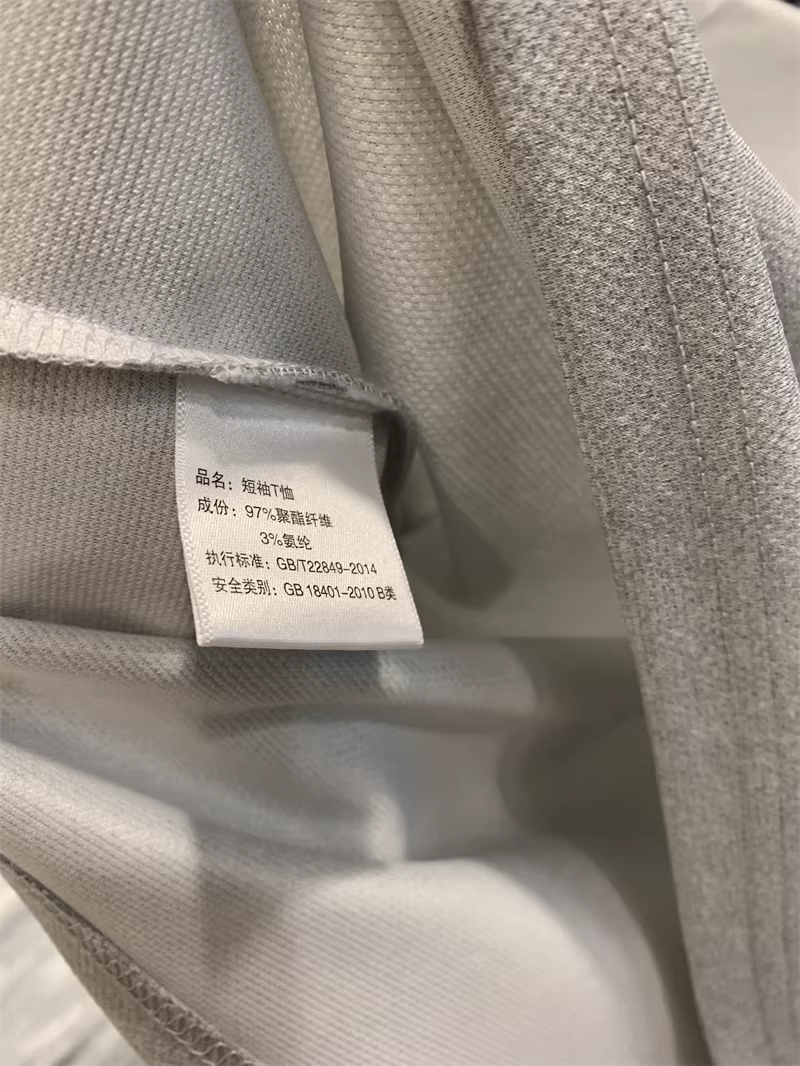 品名：短袖T恤
成份：97%聚酯纤维
3%氨纶
执行标准：GB/T22849-2014
安全类别：GB 18401-2010 B类